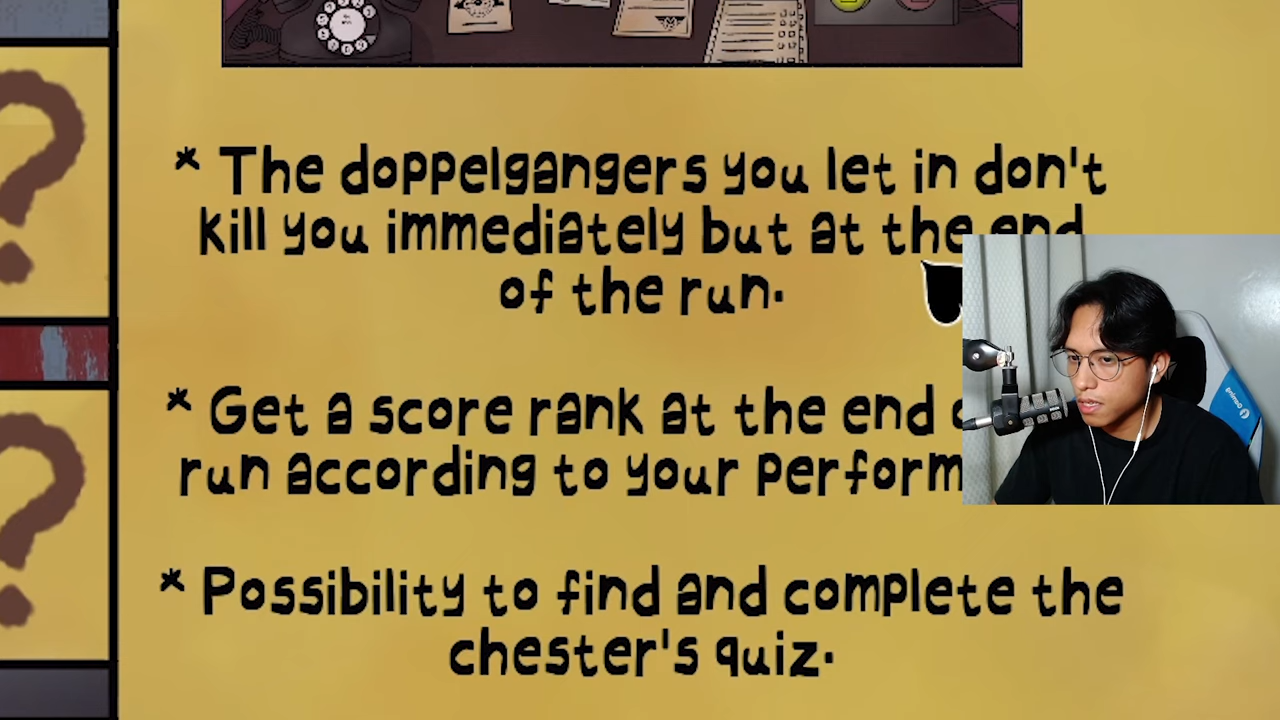 * The doppelgangers you let in don't
kill you immediately but at the end
of the run.
* Get a score rank at the end
run according to your
* Possibility to find and complete the
chester's quiz.